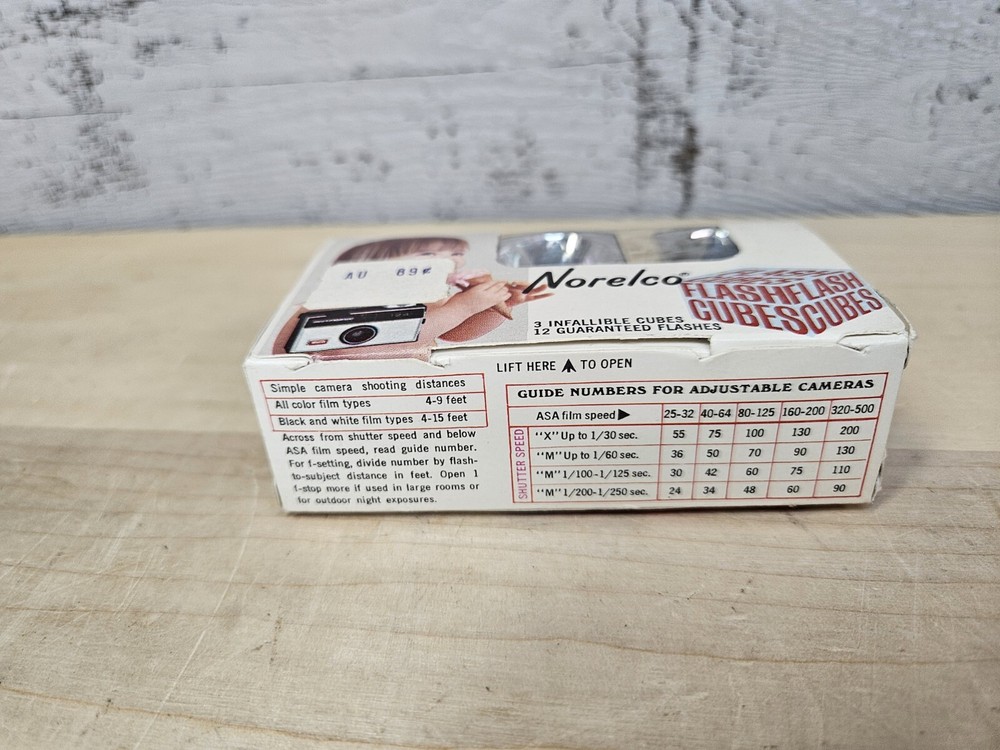 AU 89¢
Norelco®
FLASHFLASH
CUBESCUBES
3 INFALLIBLE CUBES
12 GUARANTEED FLASHES
LIFT HERE TO OPEN
Simple camera shooting distances
All color film types 4-9 feet
Black and white film types 4-15 feet
Across from shutter speed and below
ASA film speed, read guide number.
For f-setting, divide number by flash-
to-subject distance in feet. Open 1
f-stop more if used in large rooms or
for outdoor night exposures.
GUIDE NUMBERS FOR ADJUSTABLE CAMERAS
ASA film speed ▶ 25-32 40-64 80-125 160-200 320-500
SHUTTER SPEED
"X" Up to 1/30 sec. 55 75 100 130 200
"M" Up to 1/60 sec. 36 50 70 90 130
"M" 1/100-1/125 sec. 30 42 60 75 110
"M" 1/200-1/250 sec. 24 34 48 60 90